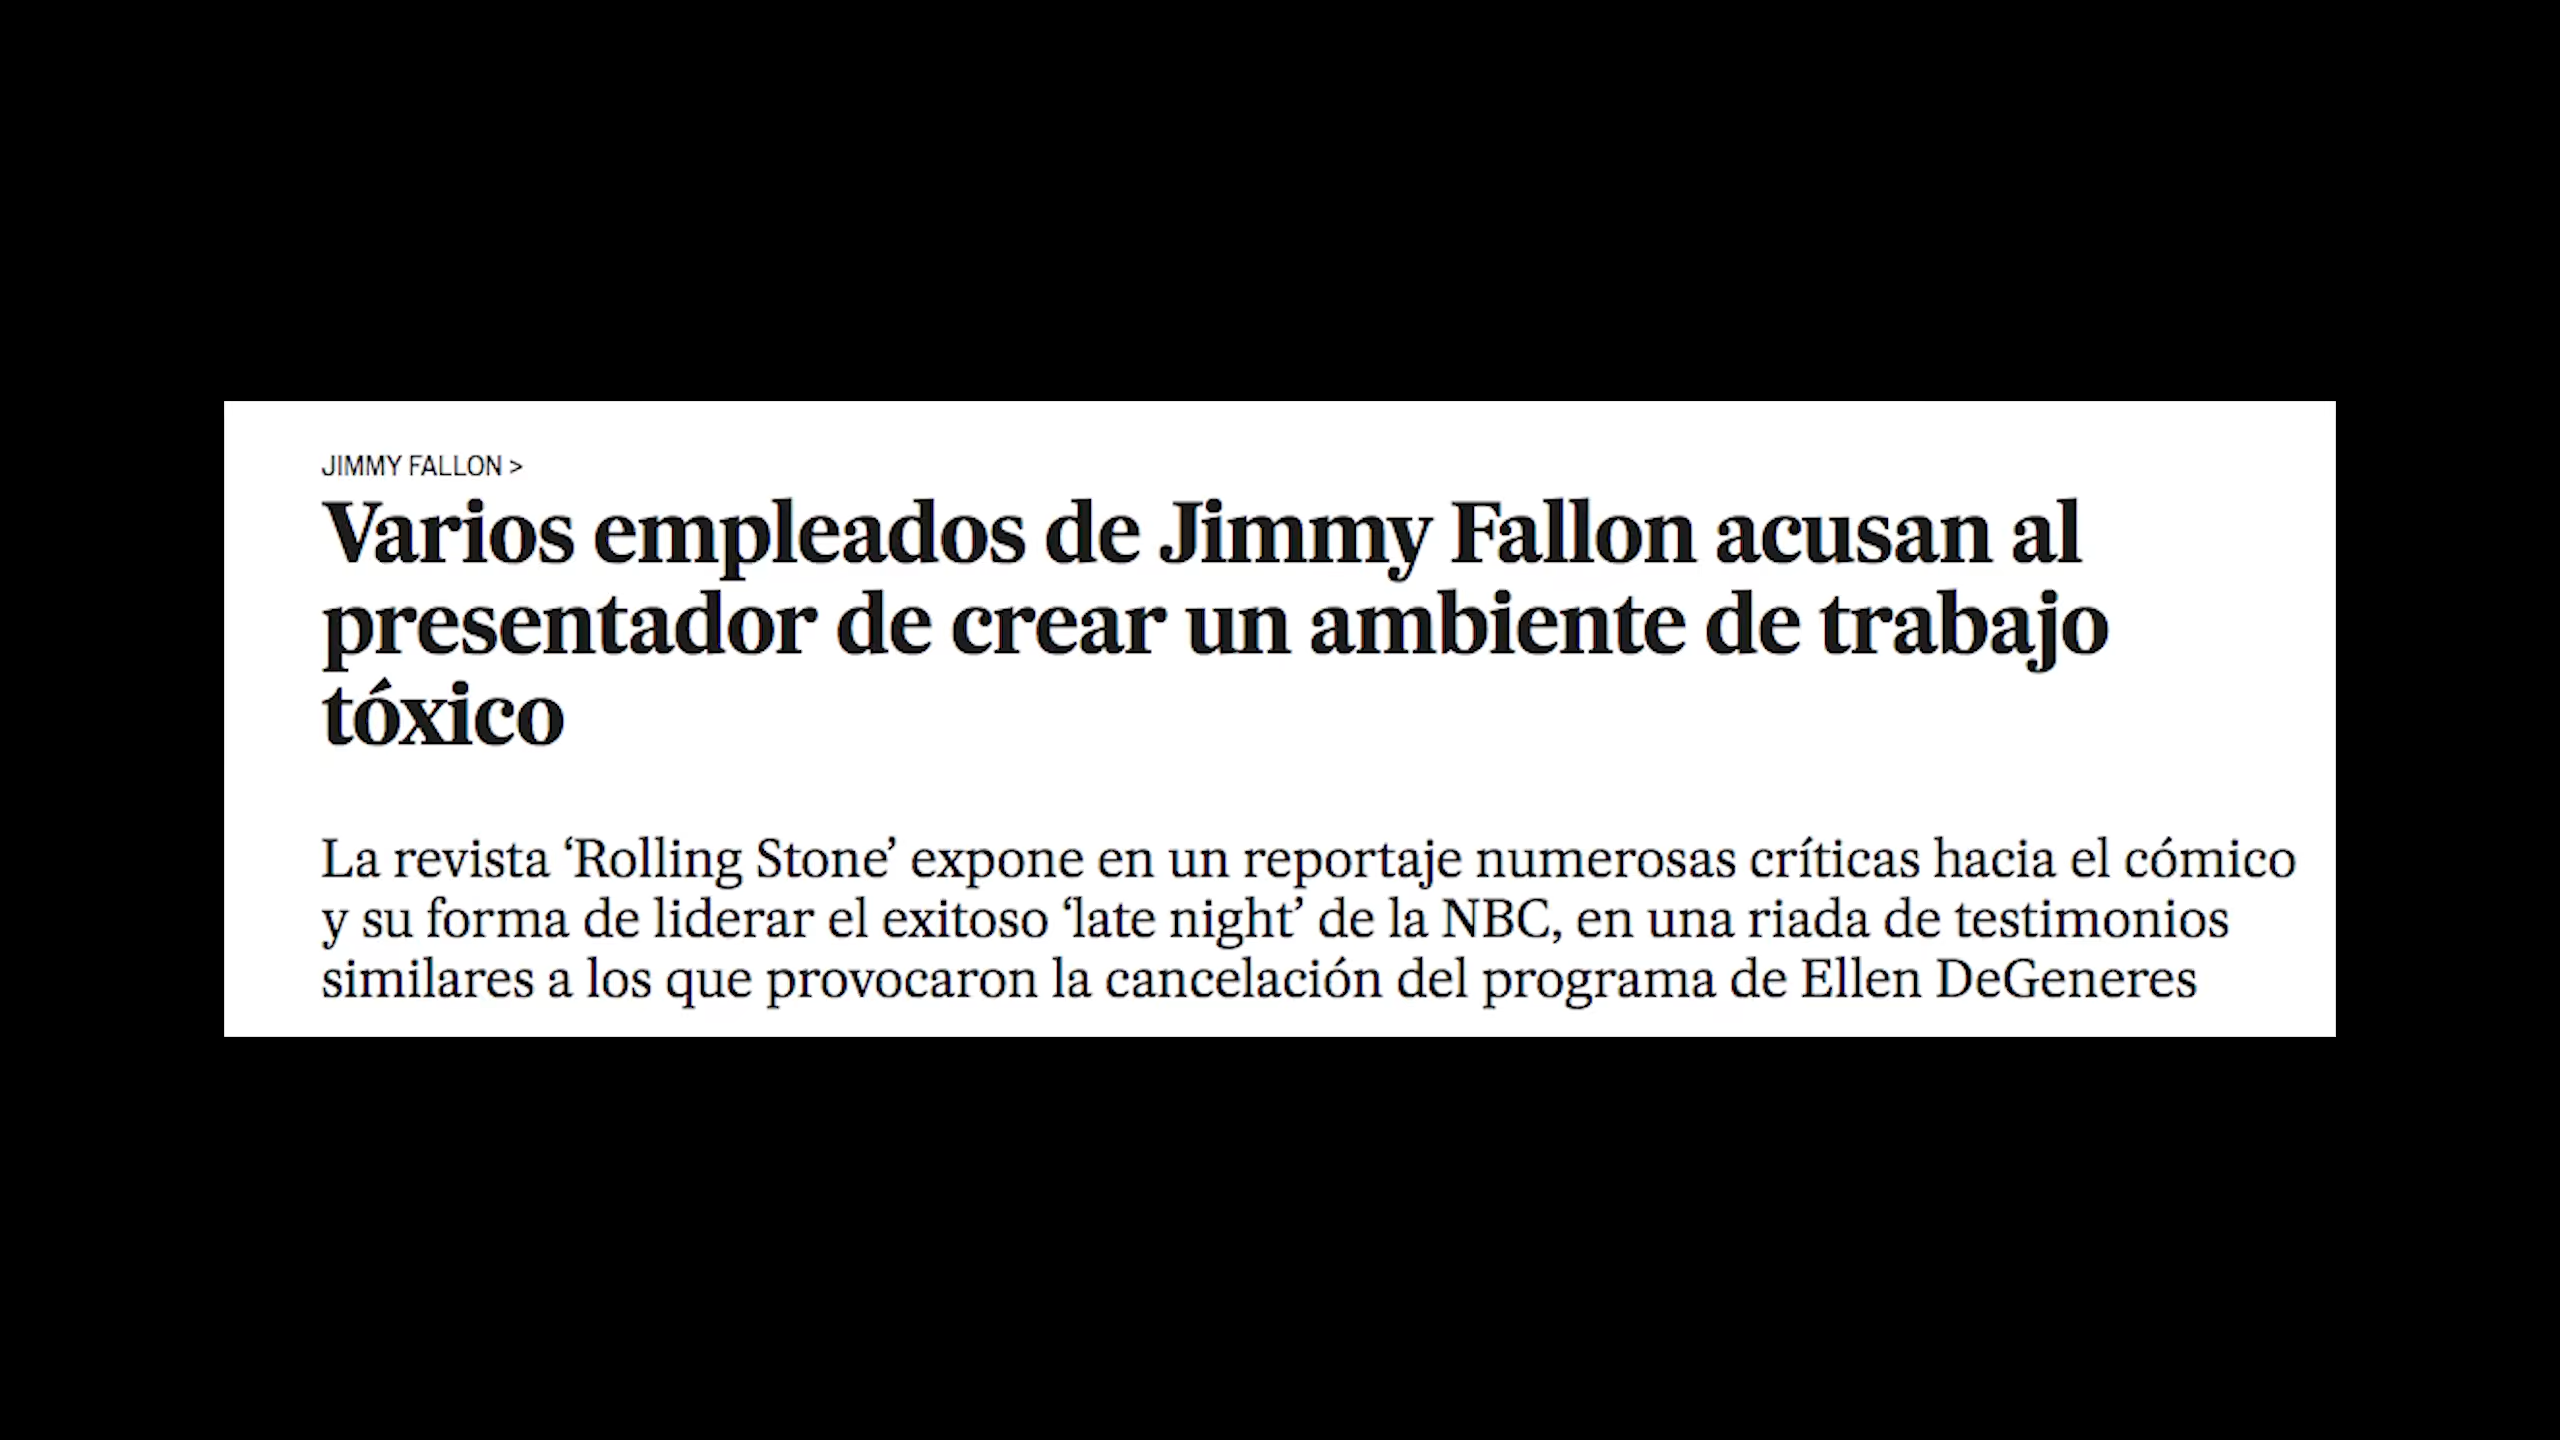 JIMMY FALLON >
Varios empleados de Jimmy Fallon acusan al
presentador de crear un ambiente de trabajo
tóxico
La revista ‘Rolling Stone’ expone en un reportaje numerosas críticas hacia el cómico
y su forma de liderar el exitoso ‘late night’ de la NBC, en una riada de testimonios
similares a los que provocaron la cancelación del programa de Ellen DeGeneres